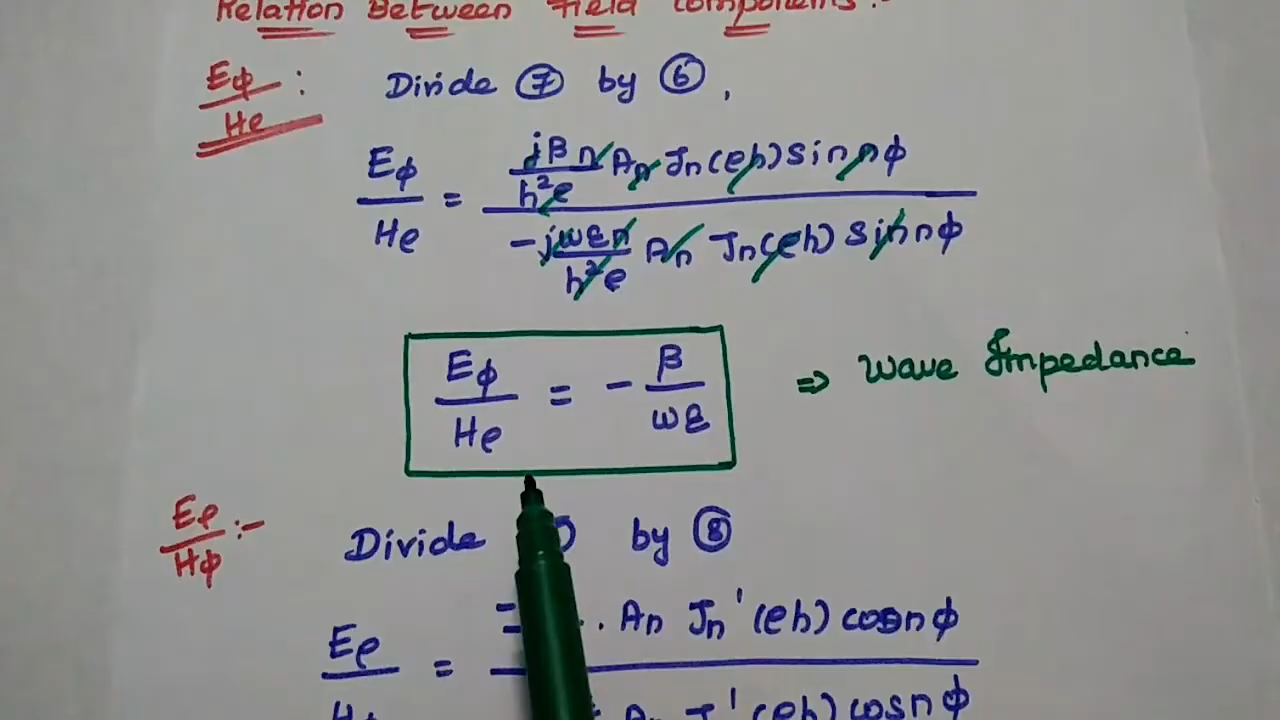 Relation Between Field Components:-
Eφ/Hρ : Divide ⑦ by ⑥,
Eφ/Hρ = (jβn/h²ρ An Jn(ρh) sin nφ) / (-jωεn/h²ρ An Jn(ρh) sin nφ)
Eφ/Hρ = - β/ωε ⇒ Wave Impedance
Eρ/Hφ :- Divide by ⑧
Eρ = An Jn'(ρh) cos nφ
An J '(ρh) cos nφ